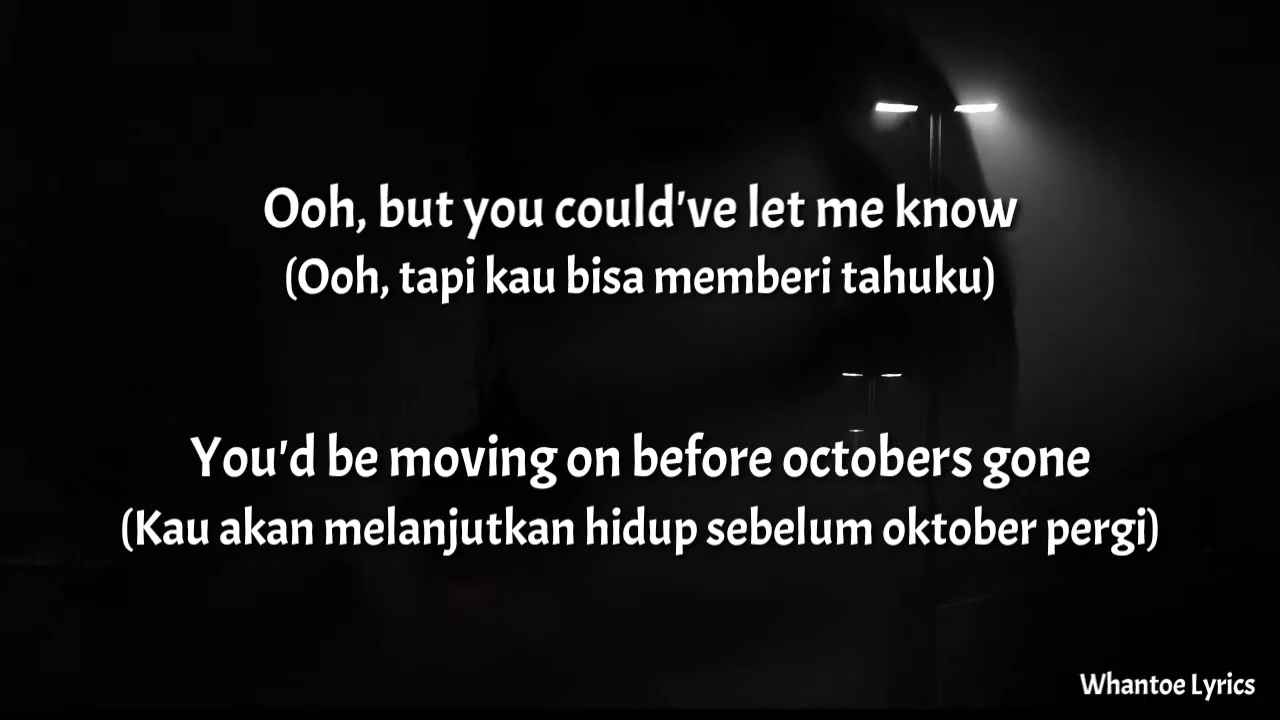 Ooh, but you could've let me know
(Ooh, tapi kau bisa memberi tahuku)
You'd be moving on before octobers gone
(Kau akan melanjutkan hidup sebelum oktober pergi)
Whantoe Lyrics